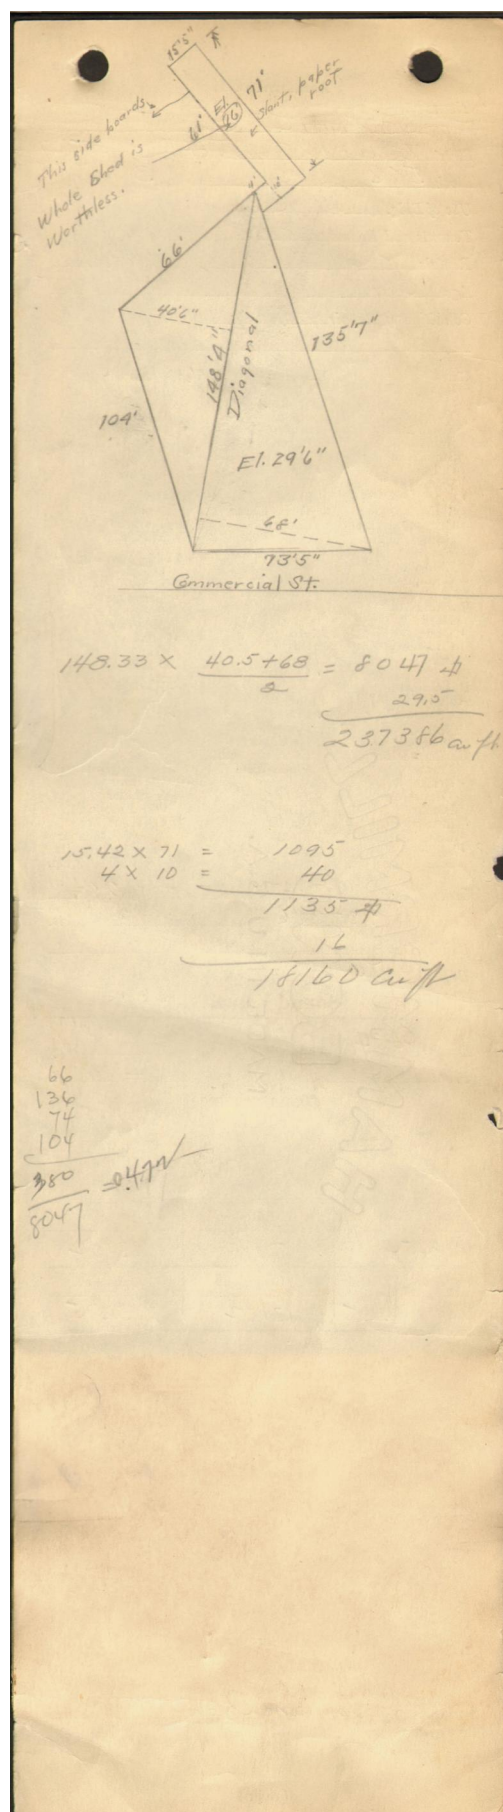 15'5"
This side boards.
Whole Shed is
Worthless.
61'
El.
16
71'
Slant, paper
roof
4'
10'
66'
40'6"
148'4"
Diagonal
135'7"
104'
El. 29'6"
68'
73'5"
Commercial St.
148.33 × 40.5+68 = 8047
2
29.5
237386 cu ft
15.42 × 71 = 1095
4 × 10 = 40
1135
16
18160 cu ft
66
136
74
104
380
8047